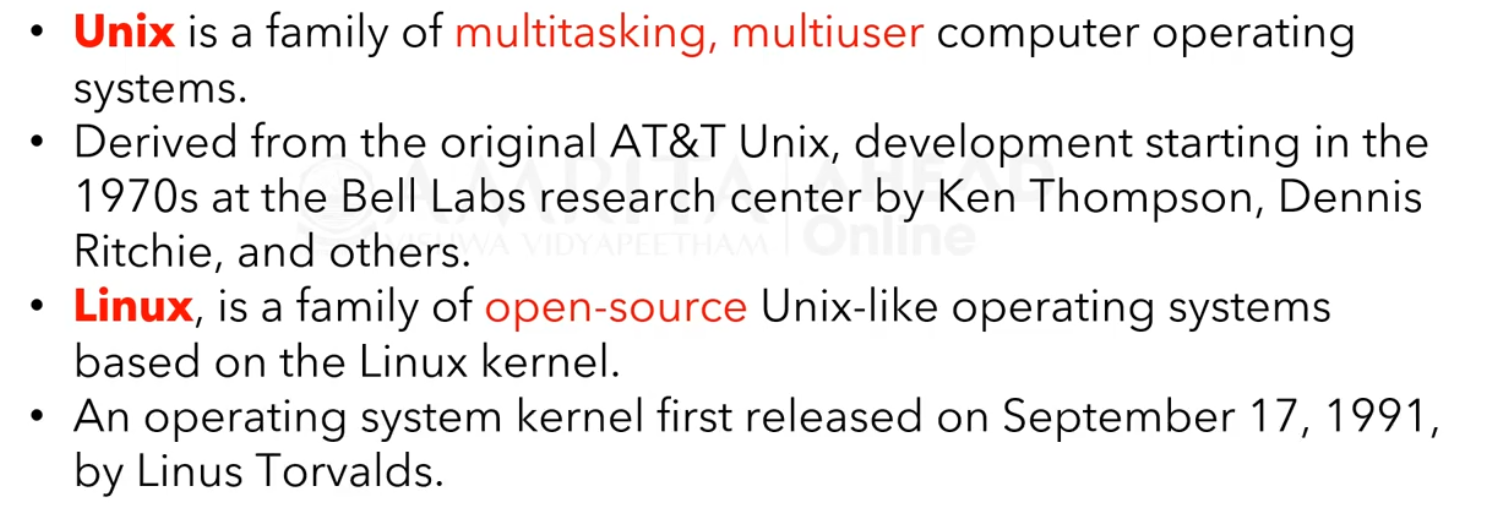 • Unix is a family of multitasking, multiuser computer operating
systems.
• Derived from the original AT&T Unix, development starting in the
1970s at the Bell Labs research center by Ken Thompson, Dennis
Ritchie, and others.
• Linux, is a family of open-source Unix-like operating systems
based on the Linux kernel.
• An operating system kernel first released on September 17, 1991,
by Linus Torvalds.
AMRITA
VISHWA VIDYAPEETHAM
AHEAD
Online